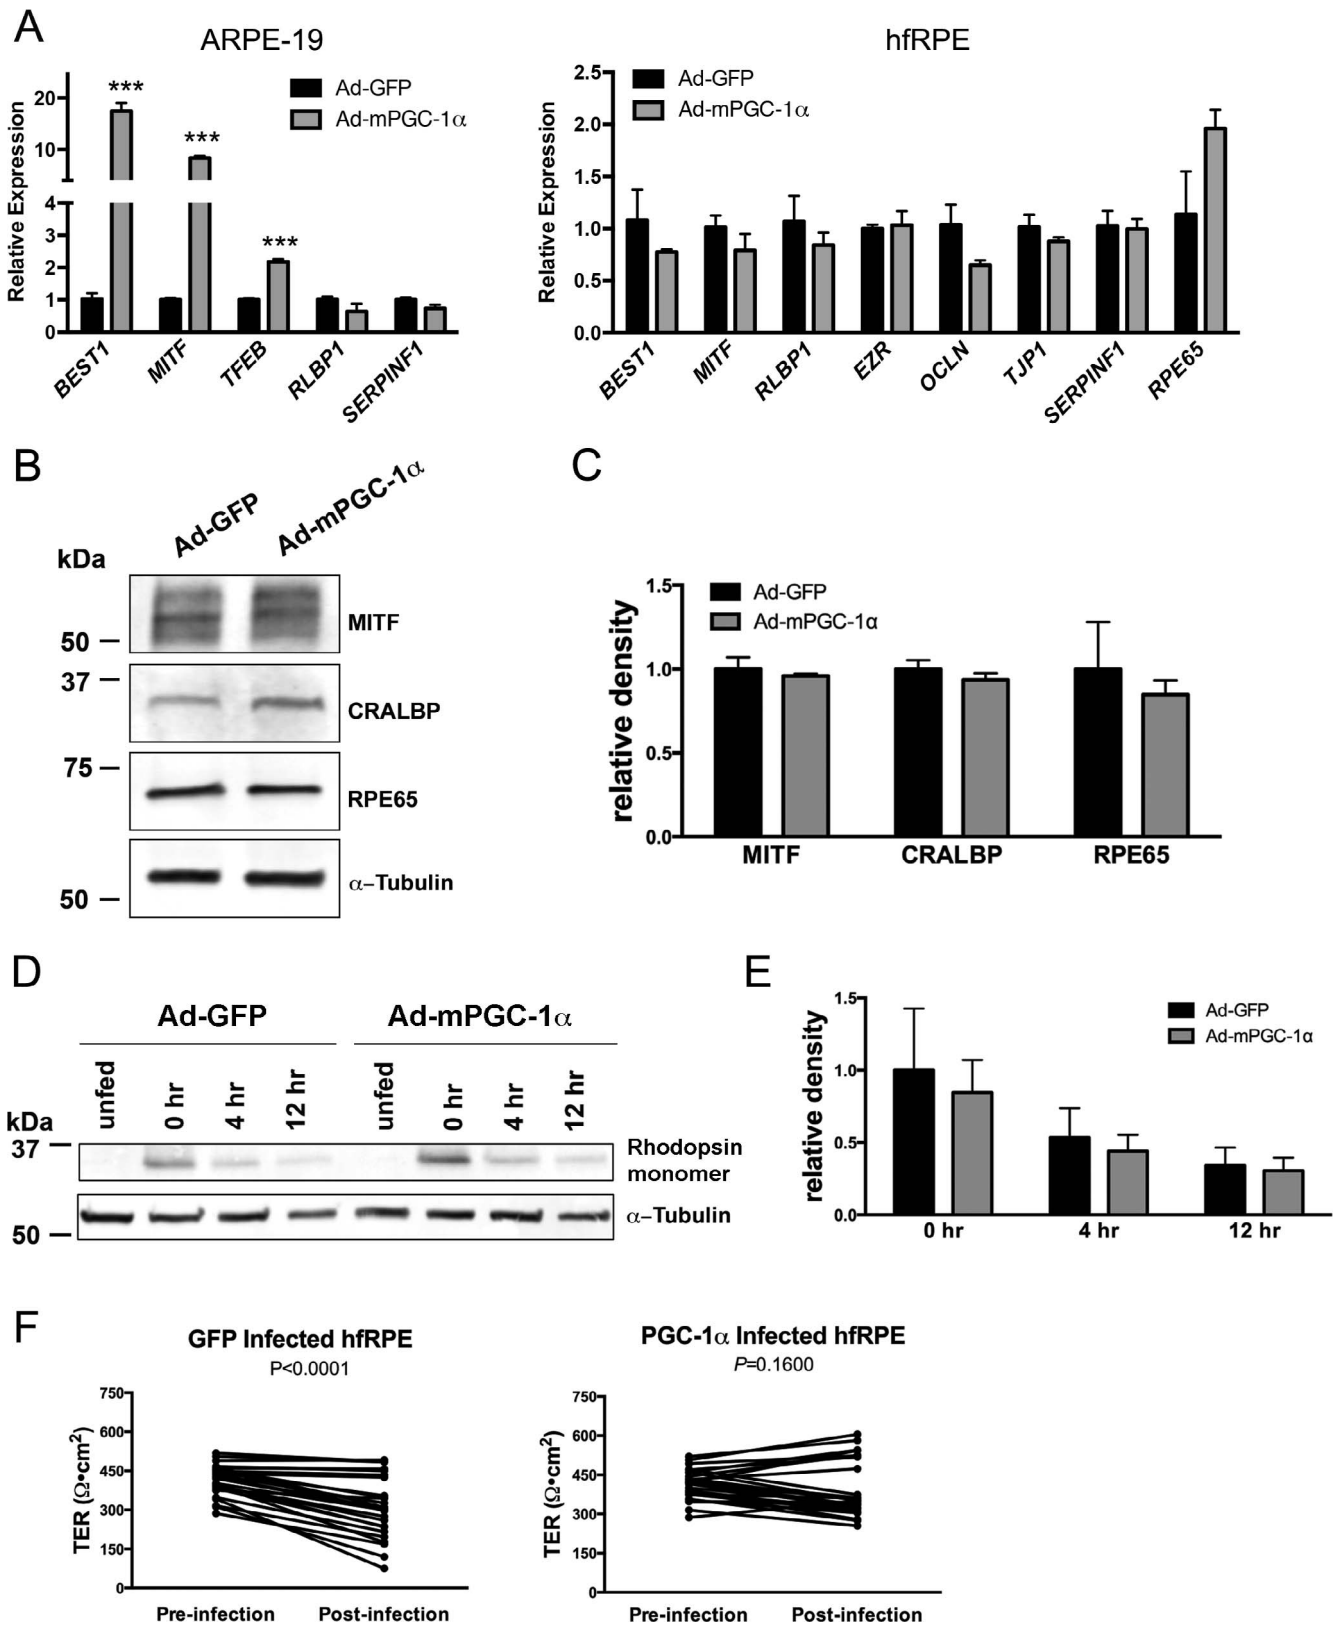 A
ARPE-19
Relative Expression
20
10
4
3
2
1
0
***
***
***
Ad-GFP
Ad-mPGC-1α
BEST1
MITF
TFEB
RLBP1
SERPINF1
hfRPE
Relative Expression
2.5
2.0
1.5
1.0
0.5
0.0
Ad-GFP
Ad-mPGC-1α
BEST1
MITF
RLBP1
EZR
OCLN
TJP1
SERPINF1
RPE65
B
Ad-GFP
Ad-mPGC-1α
kDa
50
MITF
37
CRALBP
75
RPE65
50
α–Tubulin
C
relative density
1.5
1.0
0.5
0.0
Ad-GFP
Ad-mPGC-1α
MITF
CRALBP
RPE65
D
Ad-GFP
Ad-mPGC-1α
unfed
0 hr
4 hr
12 hr
unfed
0 hr
4 hr
12 hr
kDa
37
Rhodopsin
monomer
50
α–Tubulin
E
relative density
1.5
1.0
0.5
0.0
Ad-GFP
Ad-mPGC-1α
0 hr
4 hr
12 hr
F
GFP Infected hfRPE
P<0.0001
TER (Ω•cm²)
750
600
450
300
150
0
Pre-infection
Post-infection
PGC-1α Infected hfRPE
P=0.1600
TER (Ω•cm²)
750
600
450
300
150
0
Pre-infection
Post-infection